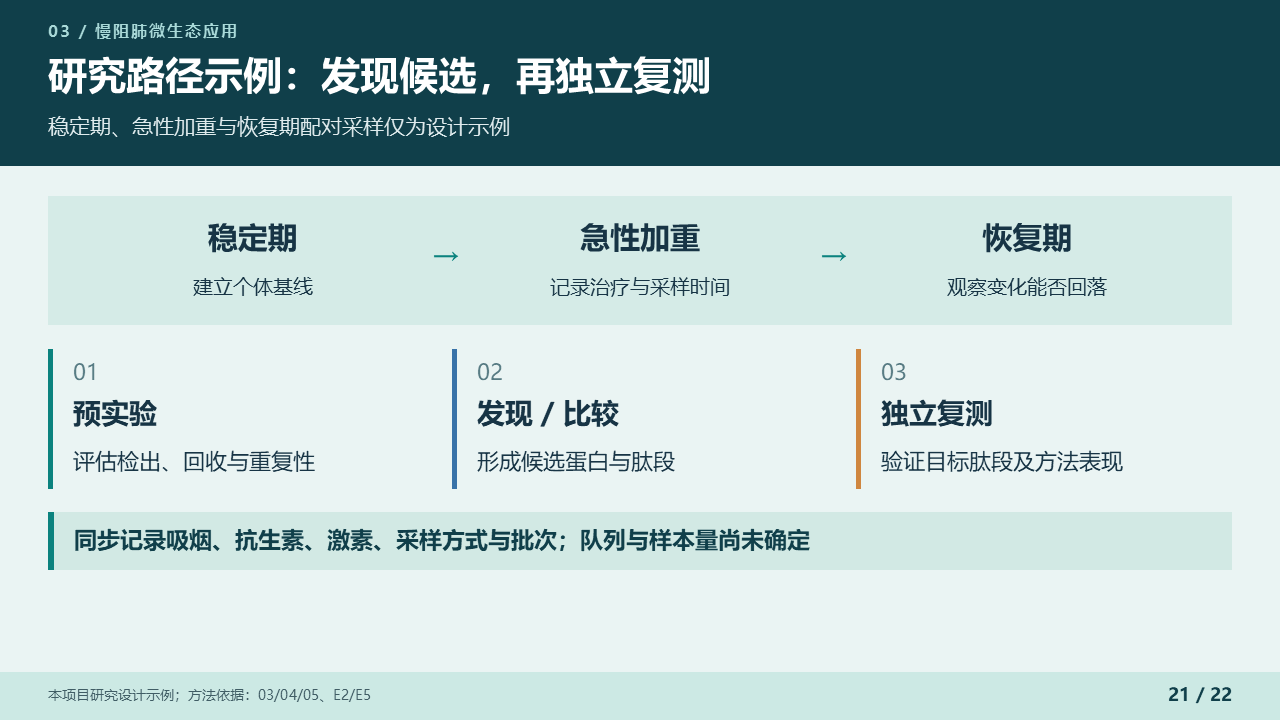 03 / 慢阻肺微生态应用
研究路径示例：发现候选，再独立复测
稳定期、急性加重与恢复期配对采样仅为设计示例
稳定期
建立个体基线
→
急性加重
记录治疗与采样时间
→
恢复期
观察变化能否回落
01
预实验
评估检出、回收与重复性
02
发现 / 比较
形成候选蛋白与肽段
03
独立复测
验证目标肽段及方法表现
同步记录吸烟、抗生素、激素、采样方式与批次；队列与样本量尚未确定
本项目研究设计示例；方法依据：03/04/05、E2/E5
21 / 22